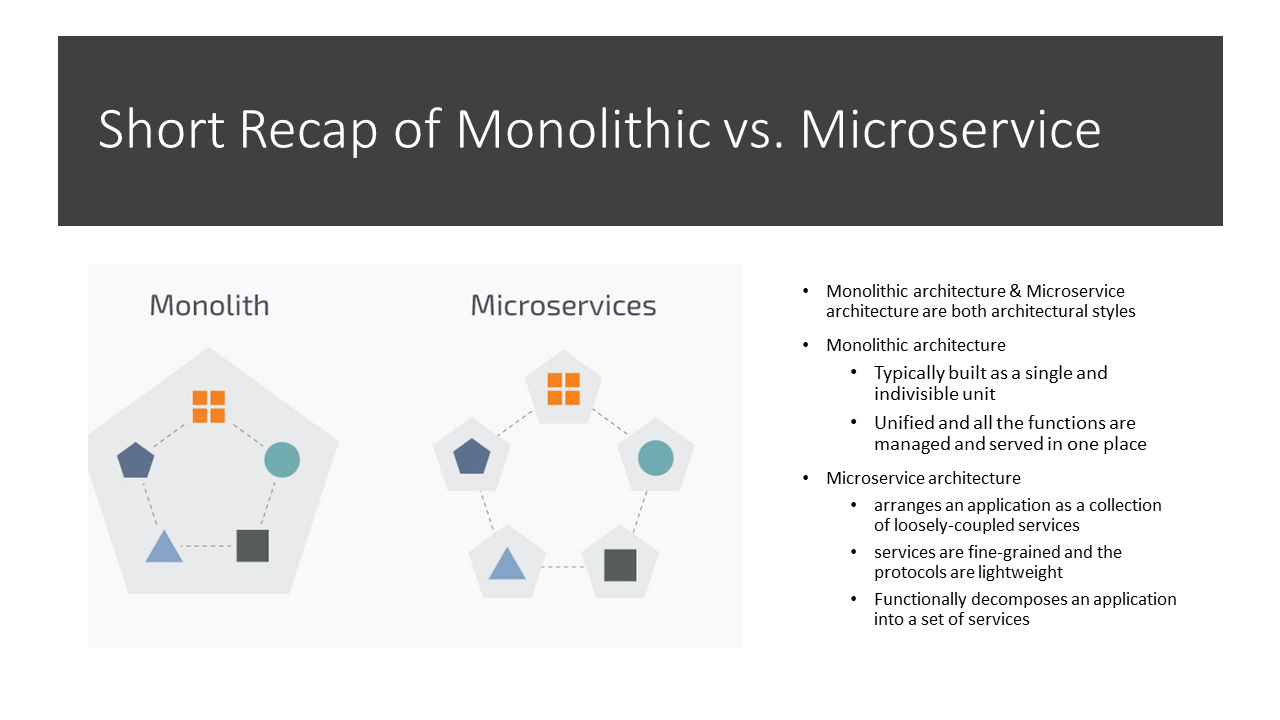 Short Recap of Monolithic vs. Microservice
Monolith
Microservices
• Monolithic architecture & Microservice
architecture are both architectural styles
• Monolithic architecture
• Typically built as a single and
indivisible unit
• Unified and all the functions are
managed and served in one place
• Microservice architecture
• arranges an application as a collection
of loosely-coupled services
• services are fine-grained and the
protocols are lightweight
• Functionally decomposes an application
into a set of services